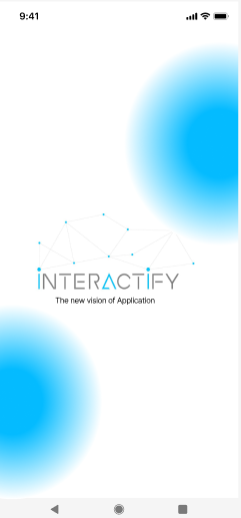 9:41
iNTERACTiFY
The new vision of Application